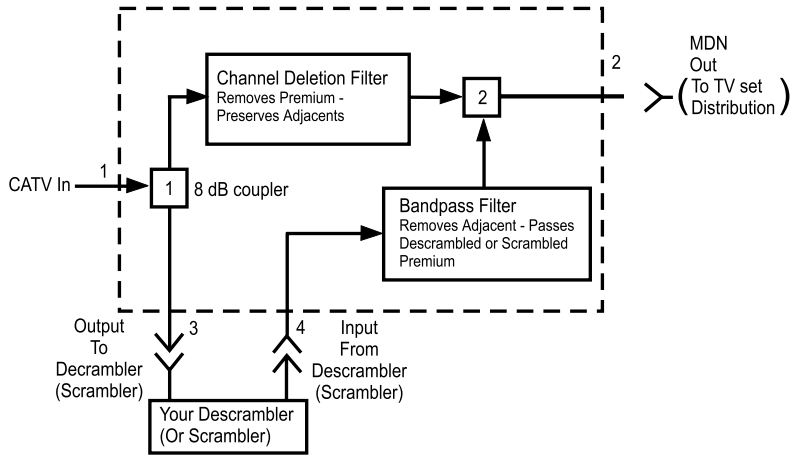 MDN
Out
To TV set
Distribution
( )
2
Channel Deletion Filter
Removes Premium -
Preserves Adjacents
2
CATV In
1
1
8 dB coupler
Bandpass Filter
Removes Adjacent - Passes
Descrambled or Scrambled
Premium
Output
To
Decrambler
(Scrambler)
3
4
Input
From
Descrambler
(Scrambler)
Your Descrambler
(Or Scrambler)